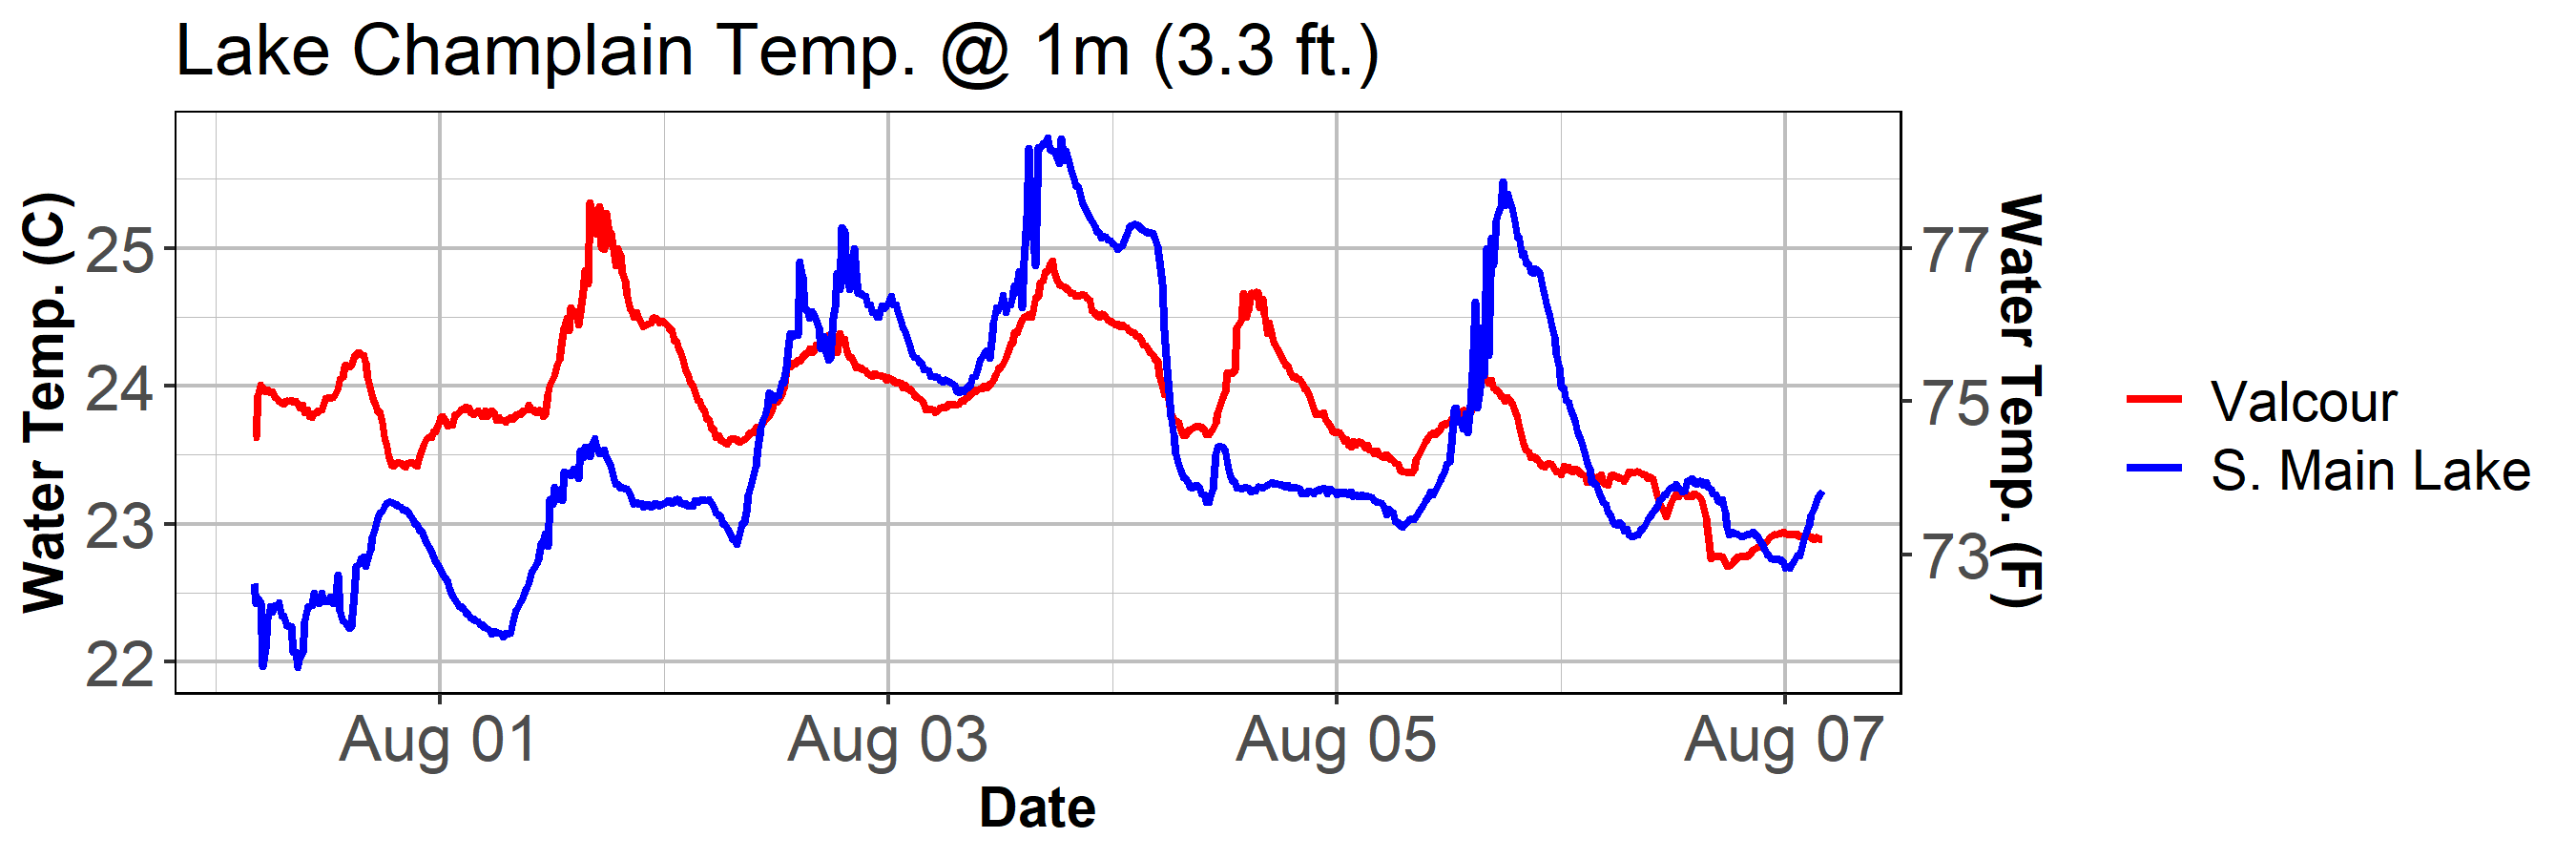 Lake Champlain Temp. @ 1m (3.3 ft.)
Water Temp. (C)
25
24
23
22
77
75
73
Water Temp. (F)
Aug 01
Aug 03
Aug 05
Aug 07
Date
Valcour
S. Main Lake